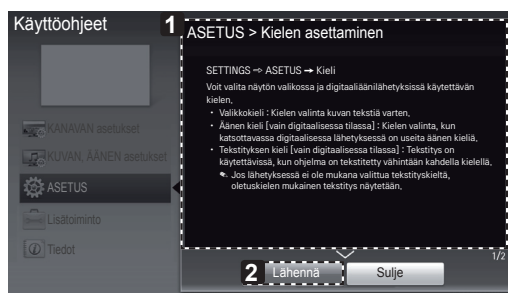 Käyttöohjeet
1
ASETUS > Kielen asettaminen
SETTINGS ⇨ ASETUS ➞ Kieli
Voit valita näytön valikossa ja digitaaliäänilähetyksissä käytettävän
kielen.
• Valikkokieli : Kielen valinta kuvan tekstiä varten.
• Äänen kieli [vain digitaalisessa tilassa] : Kielen valinta, kun
katsottavassa digitaalisessa lähetyksessä on useita äänen kieliä.
• Tekstityksen kieli [vain digitaalisessa tilassa] : Tekstitys on
käytettävissä, kun ohjelma on tekstitetty vähintään kahdella kielellä.
Jos lähetyksessä ei ole mukana valittua tekstityskieltä,
oletuskielen mukainen tekstitys näytetään.
KANAVAN asetukset
KUVAN, ÄÄNEN asetukset
ASETUS
Lisätoiminto
Tiedot
1/2
2
Lähennä
Sulje